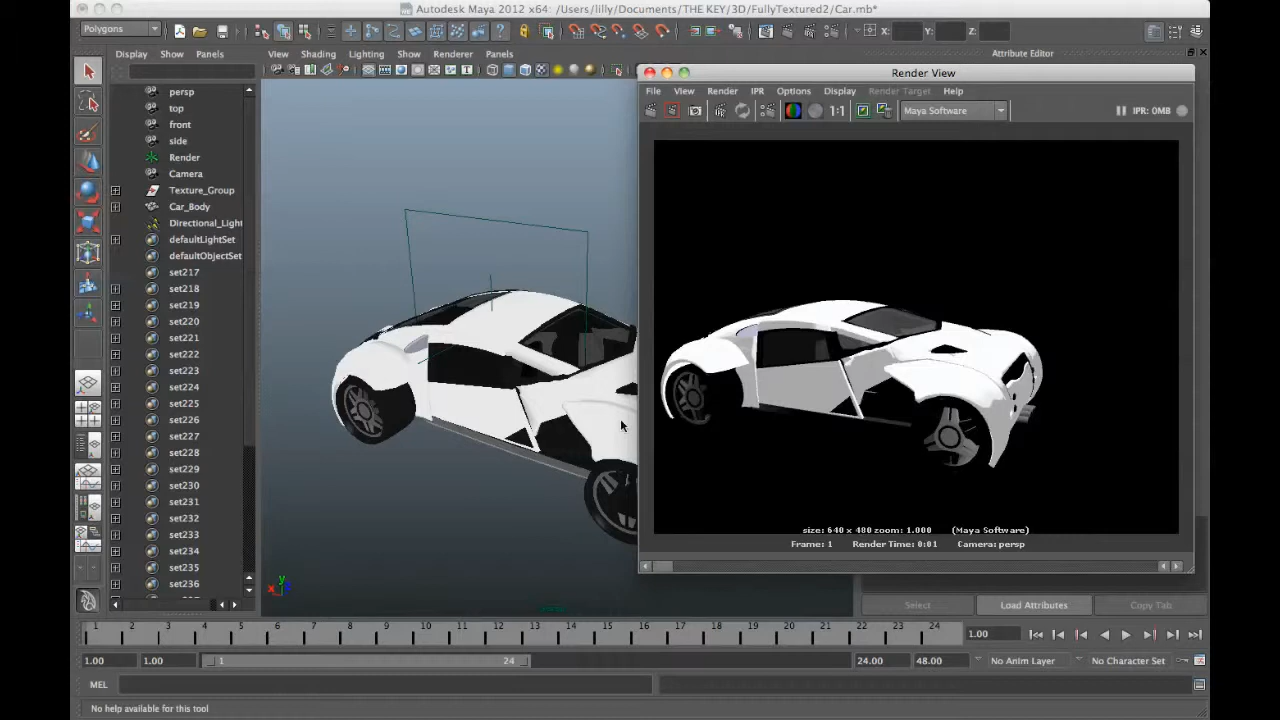 Autodesk Maya 2012 x64: /Users/lilly/Documents/THE KEY/3D/FullyTextured2/Car.mb*
Polygons
X:
Y:
Z:
Display Show Panels
View Shading Lighting Show Renderer Panels
Attribute Editor
Render View
File View Render IPR Options Display Render Target Help
1:1
Maya Software
IPR: 0MB
persp
top
front
side
Render
Camera
Texture_Group
Car_Body
Directional_Light
defaultLightSet
defaultObjectSet
set217
set218
set219
set220
set221
set222
set223
set224
set225
set226
set227
set228
set229
set230
set231
set232
set233
set234
set235
set236
size: 640 x 480 zoom: 1.000 (Maya Software)
Frame: 1 Render Time: 0:01 Camera: persp
y
x
Select Load Attributes Copy Tab
1 2 3 4 5 6 7 8 9 10 11 12 13 14 15 16 17 18 19 20 21 22 23 24
1.00
1.00 1.00 1 24 24.00 48.00 No Anim Layer No Character Set
MEL
No help available for this tool